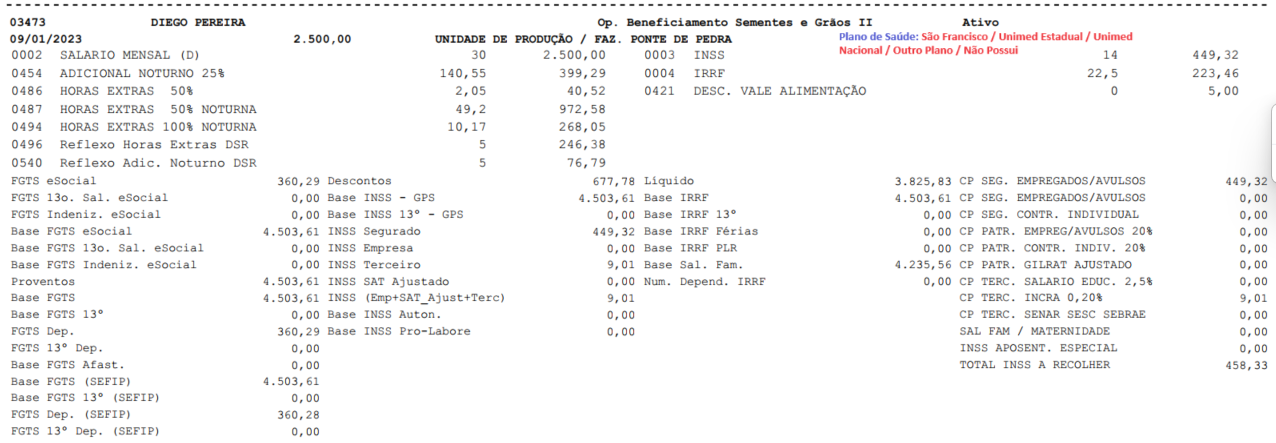 03473 DIEGO PEREIRA Op. Beneficiamento Sementes e Grãos II Ativo
09/01/2023 2.500,00 UNIDADE DE PRODUÇÃO / FAZ. PONTE DE PEDRA Plano de Saúde: São Francisco / Unimed Estadual / Unimed
Nacional / Outro Plano / Não Possui
0002 SALARIO MENSAL (D) 30 2.500,00 0003 INSS 14 449,32
0454 ADICIONAL NOTURNO 25% 140,55 399,29 0004 IRRF 22,5 223,46
0486 HORAS EXTRAS 50% 2,05 40,52 0421 DESC. VALE ALIMENTAÇÃO 0 5,00
0487 HORAS EXTRAS 50% NOTURNA 49,2 972,58
0494 HORAS EXTRAS 100% NOTURNA 10,17 268,05
0496 Reflexo Horas Extras DSR 5 246,38
0540 Reflexo Adic. Noturno DSR 5 76,79
FGTS eSocial 360,29 Descontos 677,78 Líquido 3.825,83 CP SEG. EMPREGADOS/AVULSOS 449,32
FGTS 13o. Sal. eSocial 0,00 Base INSS - GPS 4.503,61 Base IRRF 4.503,61 CP SEG. EMPREGADOS/AVULSOS 0,00
FGTS Indeniz. eSocial 0,00 Base INSS 13º - GPS 0,00 Base IRRF 13º 0,00 CP SEG. CONTR. INDIVIDUAL 0,00
Base FGTS eSocial 4.503,61 INSS Segurado 449,32 Base IRRF Férias 0,00 CP PATR. EMPREG/AVULSOS 20% 0,00
Base FGTS 13o. Sal. eSocial 0,00 INSS Empresa 0,00 Base IRRF PLR 0,00 CP PATR. CONTR. INDIV. 20% 0,00
Base FGTS Indeniz. eSocial 0,00 INSS Terceiro 9,01 Base Sal. Fam. 4.235,56 CP PATR. GILRAT AJUSTADO 0,00
Proventos 4.503,61 INSS SAT Ajustado 0,00 Num. Depend. IRRF 0,00 CP TERC. SALARIO EDUC. 2,5% 0,00
Base FGTS 4.503,61 INSS (Emp+SAT_Ajust+Terc) 9,01 CP TERC. INCRA 0,20% 9,01
Base FGTS 13º 0,00 Base INSS Auton. 0,00 CP TERC. SENAR SESC SEBRAE 0,00
FGTS Dep. 360,29 Base INSS Pro-Labore 0,00 SAL FAM / MATERNIDADE 0,00
FGTS 13º Dep. 0,00 INSS APOSENT. ESPECIAL 0,00
Base FGTS Afast. 0,00 TOTAL INSS A RECOLHER 458,33
Base FGTS (SEFIP) 4.503,61
Base FGTS 13º (SEFIP) 0,00
FGTS Dep. (SEFIP) 360,28
FGTS 13º Dep. (SEFIP) 0,00